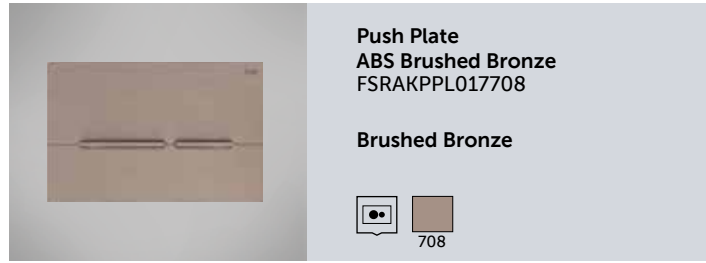 Push Plate
ABS Brushed Bronze
FSRAKPPL017708
Brushed Bronze
708